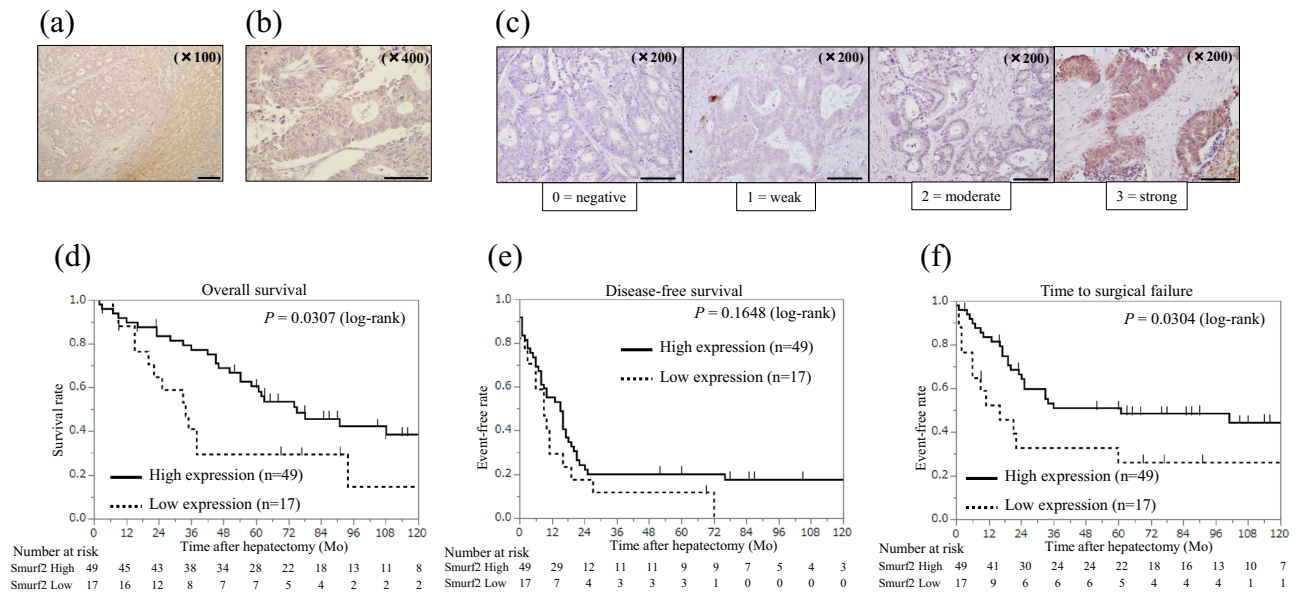 (a)
(b)
(c)
(×100)
(×400)
(×200)
(×200)
(×200)
(×200)
0 = negative
1 = weak
2 = moderate
3 = strong
(d)
Overall survival
P = 0.0307 (log-rank)
Survival rate
1.0
0.8
0.6
0.4
0.2
0.0
High expression (n=49)
Low expression (n=17)
0 12 24 36 48 60 72 84 96 108 120
Time after hepatectomy (Mo)
Number at risk
Smurf2 High 49 45 43 38 34 28 22 18 13 11 8
Smurf2 Low 17 16 12 8 7 7 5 4 2 2 2
(e)
Disease-free survival
P = 0.1648 (log-rank)
High expression (n=49)
Low expression (n=17)
Event-free rate
1.0
0.8
0.6
0.4
0.2
0.0
0 12 24 36 48 60 72 84 96 108 120
Time after hepatectomy (Mo)
Number at risk
Smurf2 High 49 29 12 11 11 9 9 7 5 4 3
Smurf2 Low 17 7 4 3 3 3 1 0 0 0 0
(f)
Time to surgical failure
P = 0.0304 (log-rank)
Event-free rate
1.0
0.8
0.6
0.4
0.2
0.0
High expression (n=49)
Low expression (n=17)
0 12 24 36 48 60 72 84 96 108 120
Time after hepatectomy (Mo)
Number at risk
Smurf2 High 49 41 30 24 24 22 18 16 13 10 7
Smurf2 Low 17 9 6 6 6 5 4 4 4 1 1